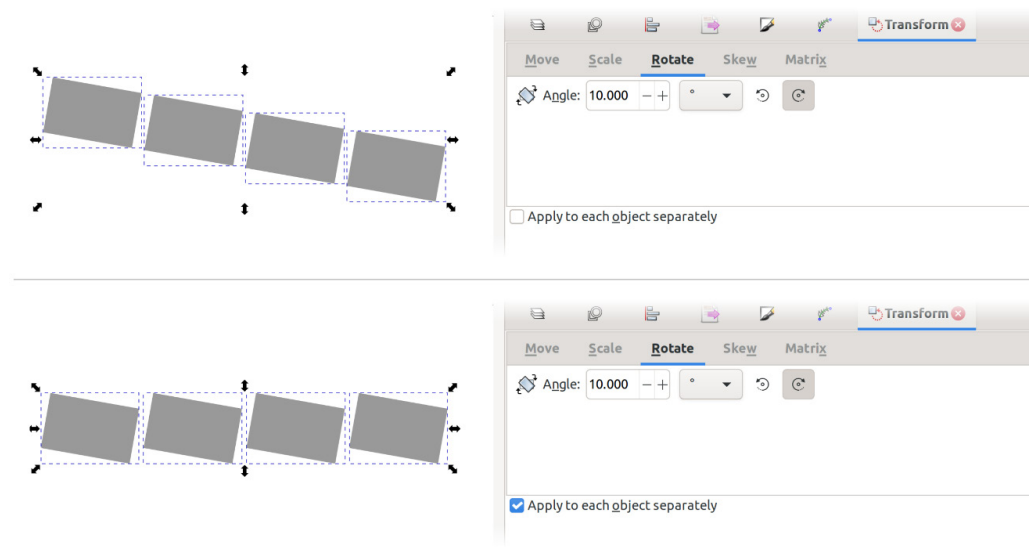 Transform
Move Scale Rotate Skew Matrix
Angle: 10.000 − + °
Apply to each object separately
Transform
Move Scale Rotate Skew Matrix
Angle: 10.000 − + °
Apply to each object separately